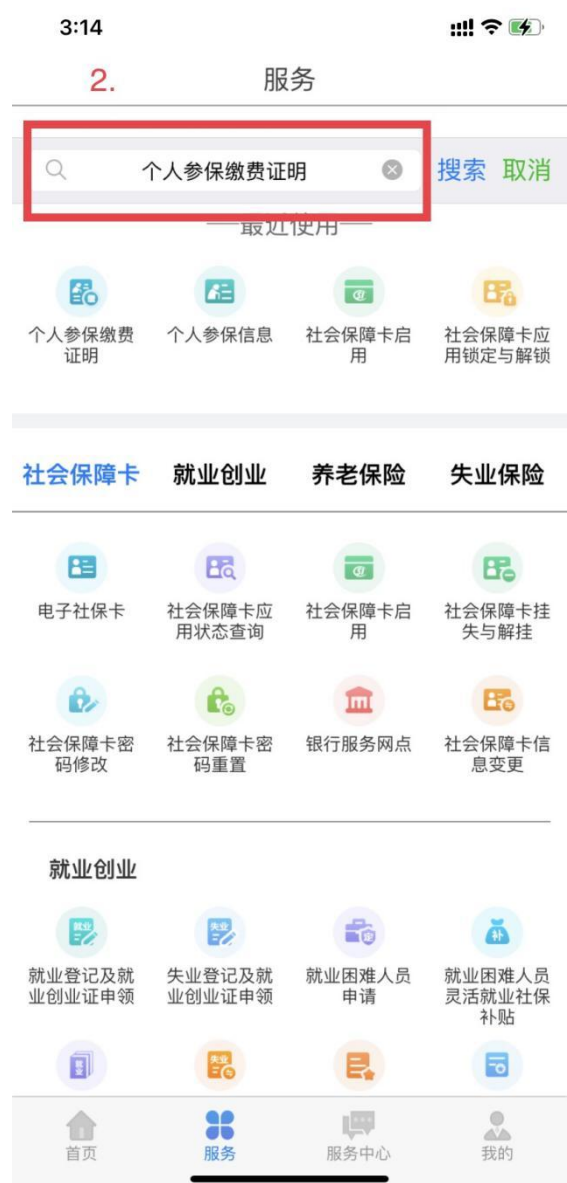 3:14
2. 服务
个人参保缴费证明 搜索 取消
最近使用
个人参保缴费 个人参保信息 社会保障卡启 社会保障卡应
证明 用 用锁定与解锁
社会保障卡 就业创业 养老保险 失业保险
电子社保卡 社会保障卡应 社会保障卡启 社会保障卡挂
用状态查询 用 失与解挂
社会保障卡密 社会保障卡密 银行服务网点 社会保障卡信
码修改 码重置 息变更
就业创业
就业 失业 定 补
就业登记及就 失业登记及就 就业困难人员 就业困难人员
业创业证申领 业创业证申领 申请 灵活就业社保
补贴
就业 失业
首页 服务 服务中心 我的